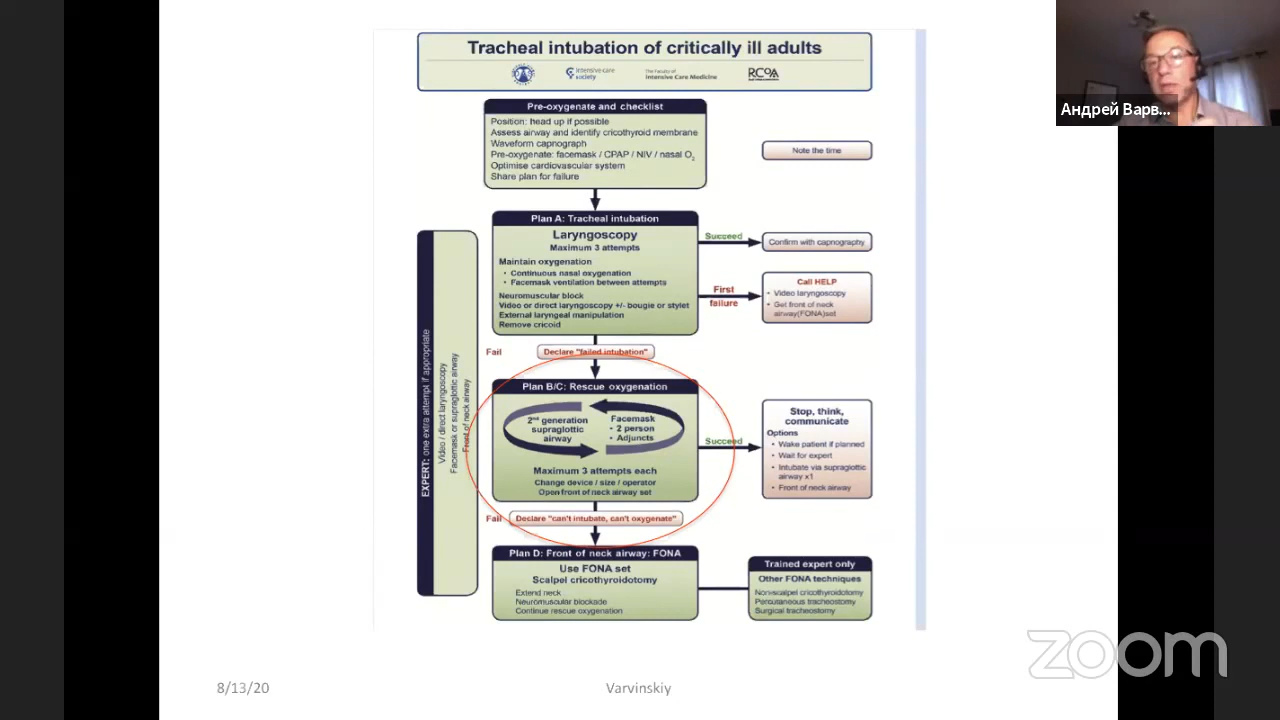 Tracheal intubation of critically ill adults
intensive care
society
The Faculty of
Intensive Care Medicine
RCOA
Pre-oxygenate and checklist
Position: head up if possible
Assess airway and identify cricothyroid membrane
Waveform capnograph
Pre-oxygenate: facemask / CPAP / NIV / nasal O2
Optimise cardiovascular system
Share plan for failure
Note the time
Plan A: Tracheal intubation
Laryngoscopy
Maximum 3 attempts
Maintain oxygenation
• Continuous nasal oxygenation
• Facemask ventilation between attempts
Neuromuscular block
Video or direct laryngoscopy +/- bougie or stylet
External laryngeal manipulation
Remove cricoid
Succeed
Confirm with capnography
First
failure
Call HELP
• Video laryngoscopy
• Get front of neck
airway(FONA)set
Fail
Declare "failed intubation"
EXPERT: one extra attempt if appropriate
Video / direct laryngoscopy
Facemask or supraglottic airway
Front of neck airway
Plan B/C: Rescue oxygenation
2nd generation
supraglottic
airway
Facemask
• 2 person
• Adjuncts
Maximum 3 attempts each
Change device / size / operator
Open front of neck airway set
Succeed
Stop, think,
communicate
Options
• Wake patient if planned
• Wait for expert
• Intubate via supraglottic
airway x1
• Front of neck airway
Fail
Declare "can't intubate, can't oxygenate"
Plan D: Front of neck airway: FONA
Use FONA set
Scalpel cricothyroidotomy
Extend neck
Neuromuscular blockade
Continue rescue oxygenation
Trained expert only
Other FONA techniques
Non-scalpel cricothyroidotomy
Percutaneous tracheostomy
Surgical tracheostomy
8/13/20
Varvinskiy
Андрей Варв...
zoom